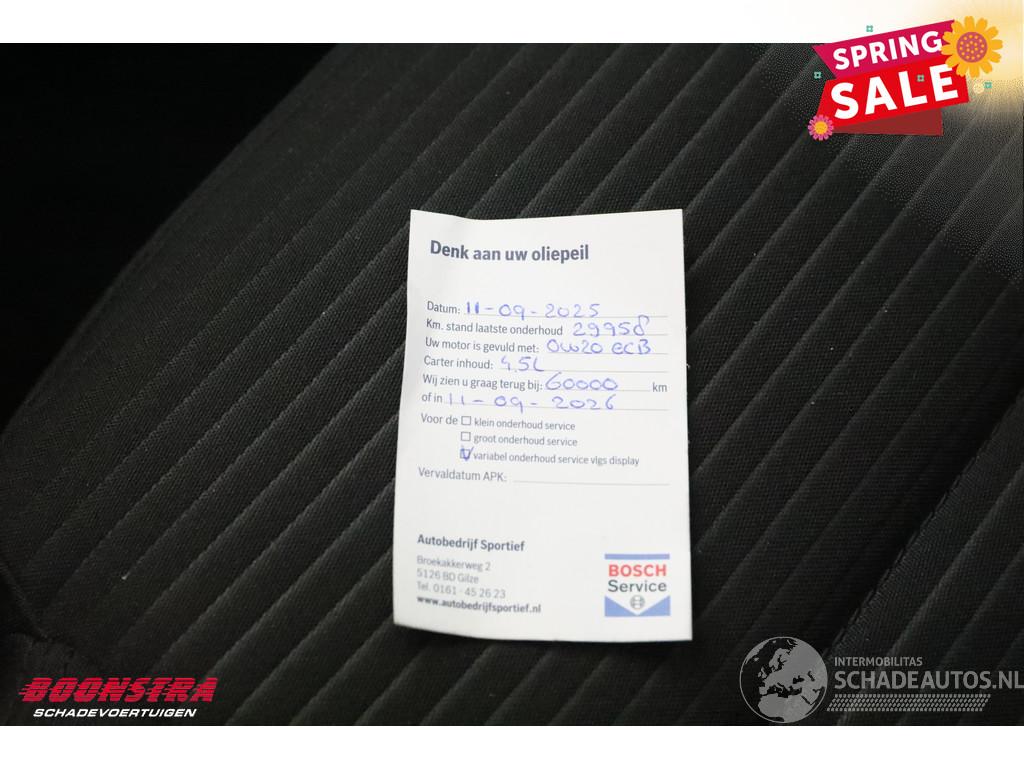 SPRING
SALE
Denk aan uw oliepeil
Datum: 11-09-2025
Km. stand laatste onderhoud 29958
Uw motor is gevuld met: 0W20 ECB
Carter inhoud: 4,5L
Wij zien u graag terug bij: 60000 km
of in 11-09-2026
Voor de klein onderhoud service
groot onderhoud service
variabel onderhoud service vlgs display
Vervaldatum APK:
Autobedrijf Sportief
Broekakkerweg 2
5126 BD Gilze
Tel. 0161 - 45 26 23
www.autobedrijfsportief.nl
BOSCH
Service
BOONSTRA
SCHADEVOERTUIGEN
INTERMOBILITAS
SCHADEAUTOS.NL